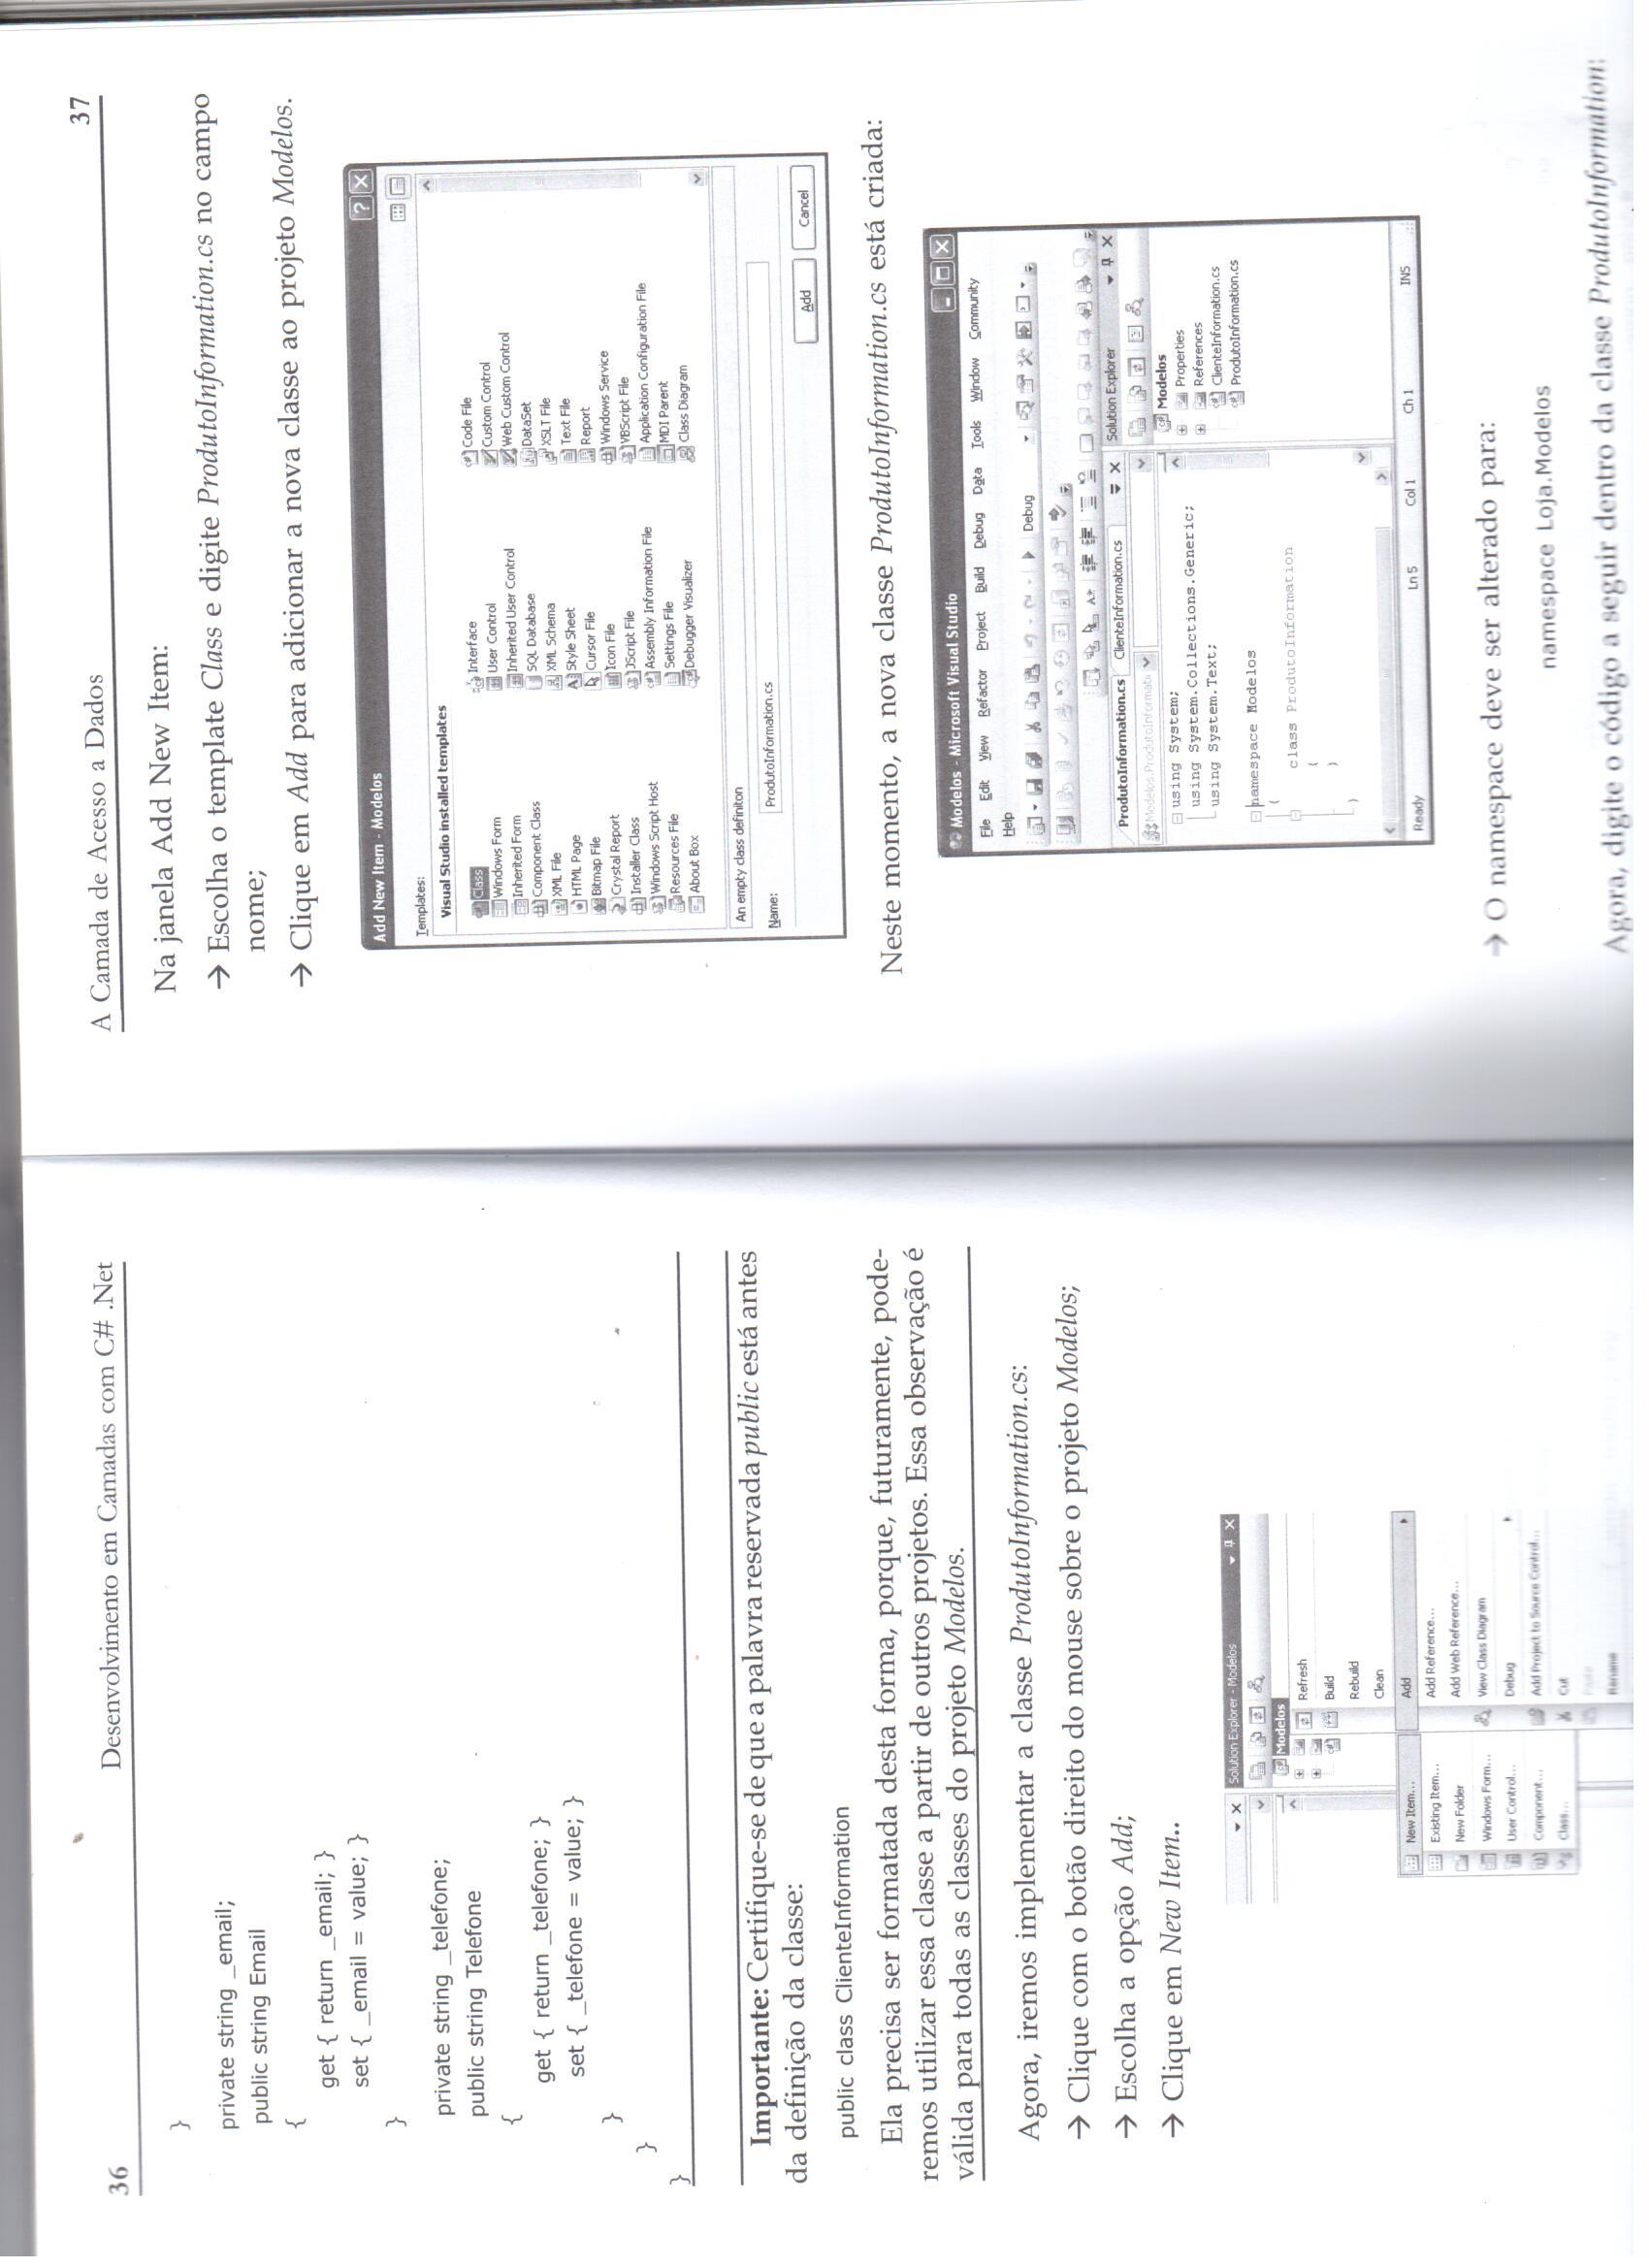 36
Desenvolvimento em Camadas com C# .Net
}
private string _email;
public string Email
{
get { return _email; }
set { _email = value; }
}
private string _telefone;
public string Telefone
{
get { return _telefone; }
set { _telefone = value; }
}
}
}
Importante: Certifique-se de que a palavra reservada public está antes
da definição da classe:
public class ClienteInformation
Ela precisa ser formatada desta forma, porque, futuramente, pode-
remos utilizar essa classe a partir de outros projetos. Essa observação é
válida para todas as classes do projeto Modelos.
Agora, iremos implementar a classe ProdutoInformation.cs:
→ Clique com o botão direito do mouse sobre o projeto Modelos;
→ Escolha a opção Add;
→ Clique em New Item..
Solution Explorer - Modelos
Modelos
Refresh
Build
Rebuild
Clean
Add
Add Reference...
Add Web Reference...
View Class Diagram
Debug
Add Project to Source Control...
Cut
Paste
Rename
New Item...
Existing Item...
New Folder
Windows Form...
User Control...
Component...
Class...
A Camada de Acesso a Dados
37
Na janela Add New Item:
→ Escolha o template Class e digite ProdutoInformation.cs no campo
nome;
→ Clique em Add para adicionar a nova classe ao projeto Modelos.
Add New Item - Modelos
Templates:
Visual Studio installed templates
Class
Windows Form
Inherited Form
Component Class
XML File
HTML Page
Bitmap File
Crystal Report
Installer Class
Windows Script Host
Resources File
About Box
Interface
User Control
Inherited User Control
SQL Database
XML Schema
Style Sheet
Cursor File
Icon File
JScript File
Assembly Information File
Settings File
Debugger Visualizer
Code File
Custom Control
Web Custom Control
DataSet
XSLT File
Text File
Report
Windows Service
VBScript File
Application Configuration File
MDI Parent
Class Diagram
An empty class definiton
Name:
ProdutoInformation.cs
Add
Cancel
Neste momento, a nova classe ProdutoInformation.cs está criada:
Modelos - Microsoft Visual Studio
File Edit View Refactor Project Build Debug Data Tools Window Community
Help
Debug
ProdutoInformation.cs ClienteInformation.cs
Modelos.ProdutoInformati
using System;
using System.Collections.Generic;
using System.Text;
namespace Modelos
{
class ProdutoInformation
{
}
}
Solution Explorer
Modelos
Properties
References
ClienteInformation.cs
ProdutoInformation.cs
Ready Ln 5 Col 1 Ch 1 INS
→ O namespace deve ser alterado para:
namespace Loja.Modelos
Agora, digite o código a seguir dentro da classe ProdutoInformation: